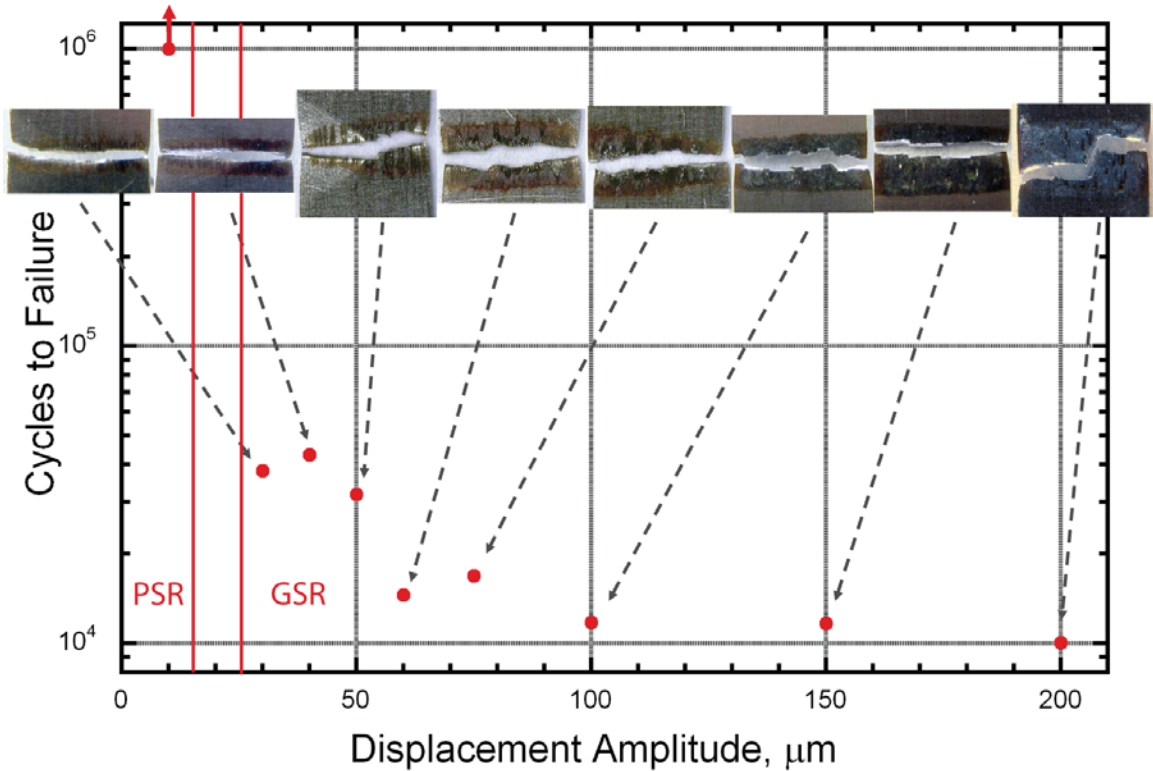 10⁶
10⁵
10⁴
Cycles to Failure
PSR
GSR
0
50
100
150
200
Displacement Amplitude, μm